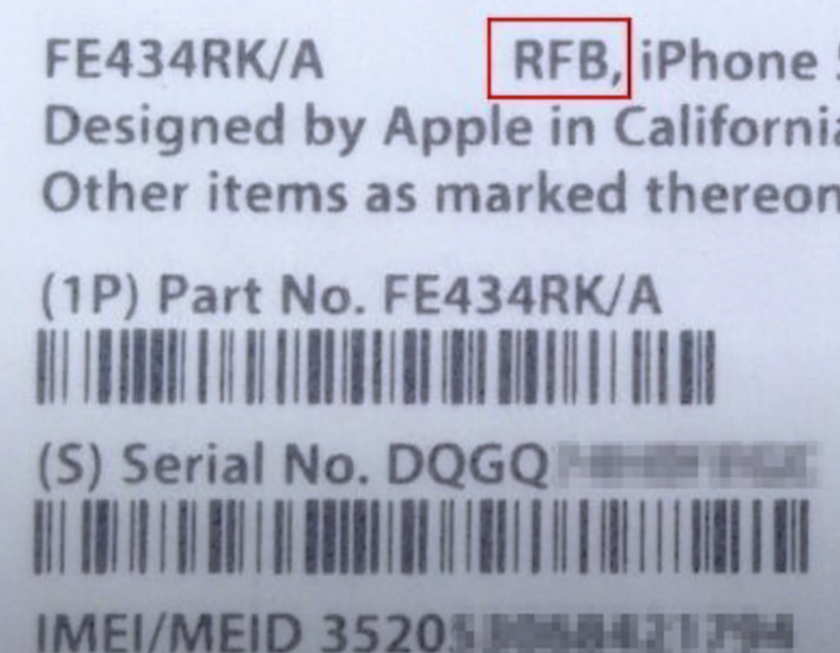 FE434RK/A RFB, iPhone
Designed by Apple in California
Other items as marked thereon
(1P) Part No. FE434RK/A
(S) Serial No. DQGQ
IMEI/MEID 3520